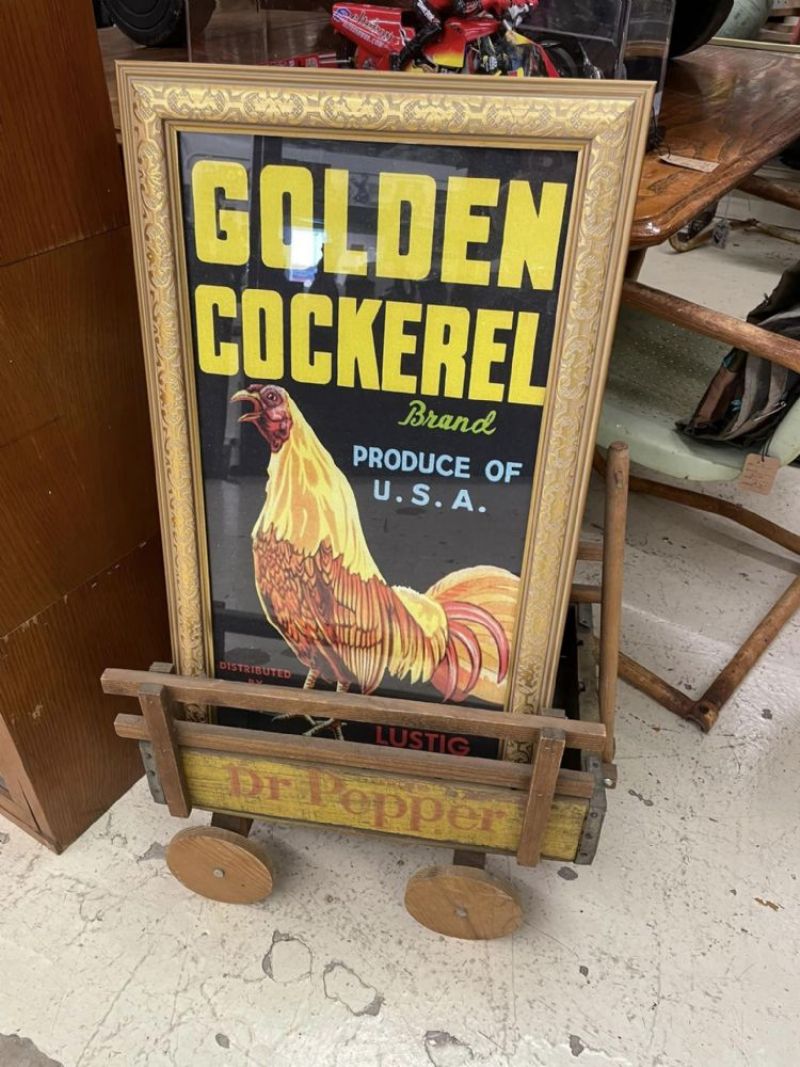 GOLDEN
COCKEREL
Brand
PRODUCE OF
U.S.A.
DISTRIBUTED
BY
LUSTIG
Dr Pepper